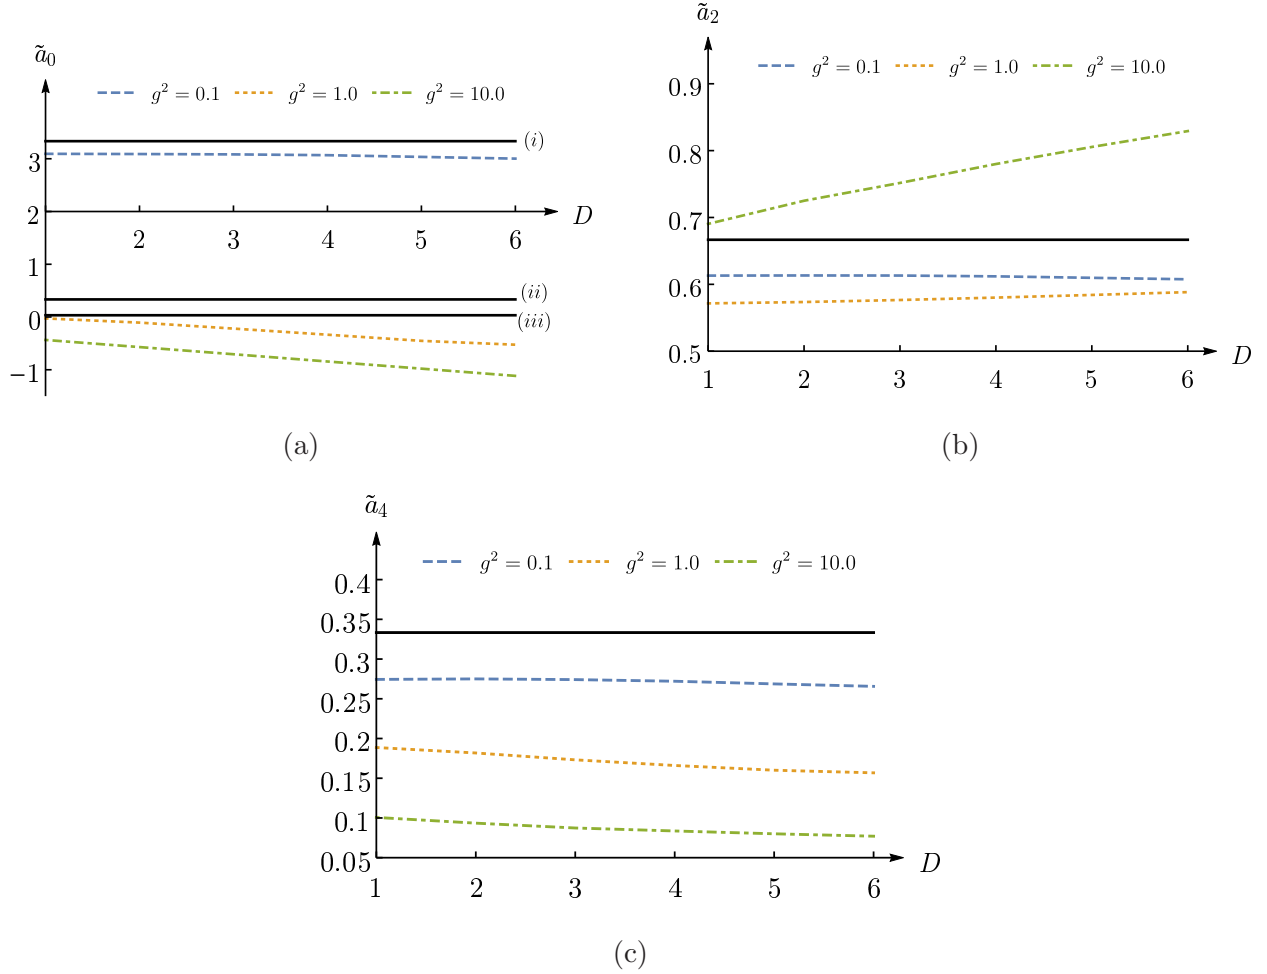 ã₀
g² = 0.1 g² = 1.0 g² = 10.0
(i)
3
2 D
2 3 4 5 6
1
(ii)
0 (iii)
−1
(a)
ã₂
g² = 0.1 g² = 1.0 g² = 10.0
0.9
0.8
0.7
0.6
0.5 D
1 2 3 4 5 6
(b)
ã₄
g² = 0.1 g² = 1.0 g² = 10.0
0.4
0.35
0.3
0.25
0.2
0.15
0.1
0.05 D
1 2 3 4 5 6
(c)